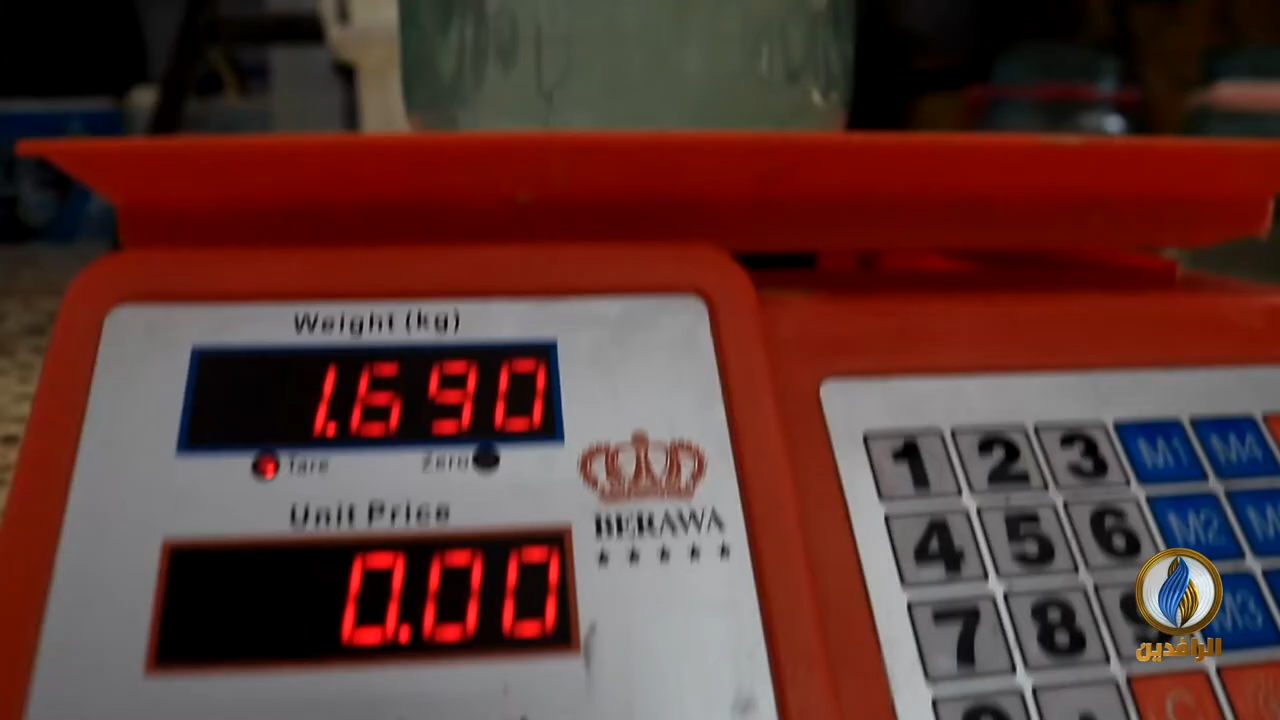 Weight (kg)
1.690
Tare Zero
Unit Price
0.00
BERAWA
1 2 3 M1 M4
4 5 6 M2
7 8 9 M3
C
الرافدين